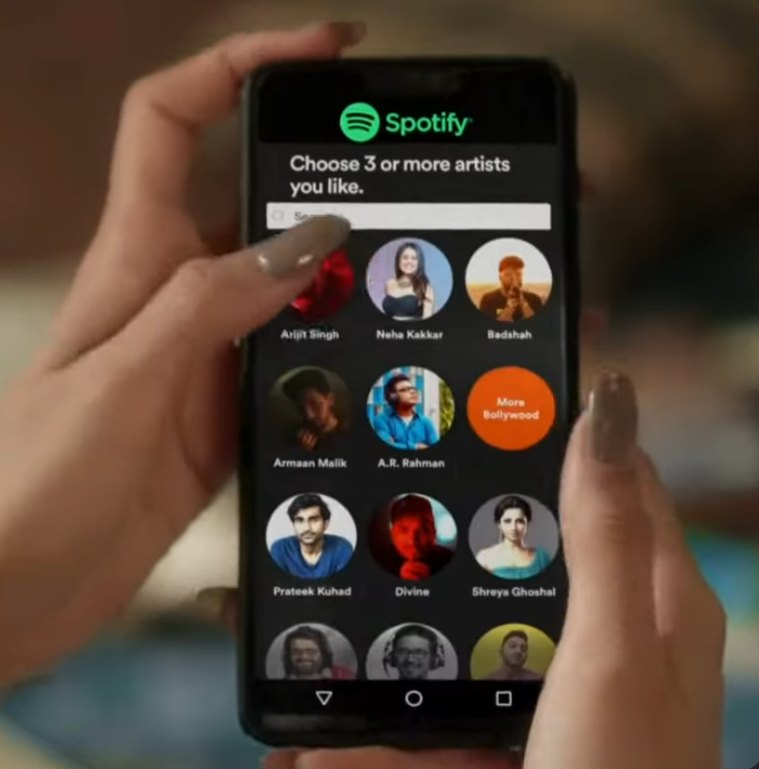 Spotify
Choose 3 or more artists
you like.
Arijit Singh
Neha Kakkar
Badshah
Armaan Malik
A.R. Rahman
More
Bollywood
Prateek Kuhad
Divine
Shreya Ghoshal